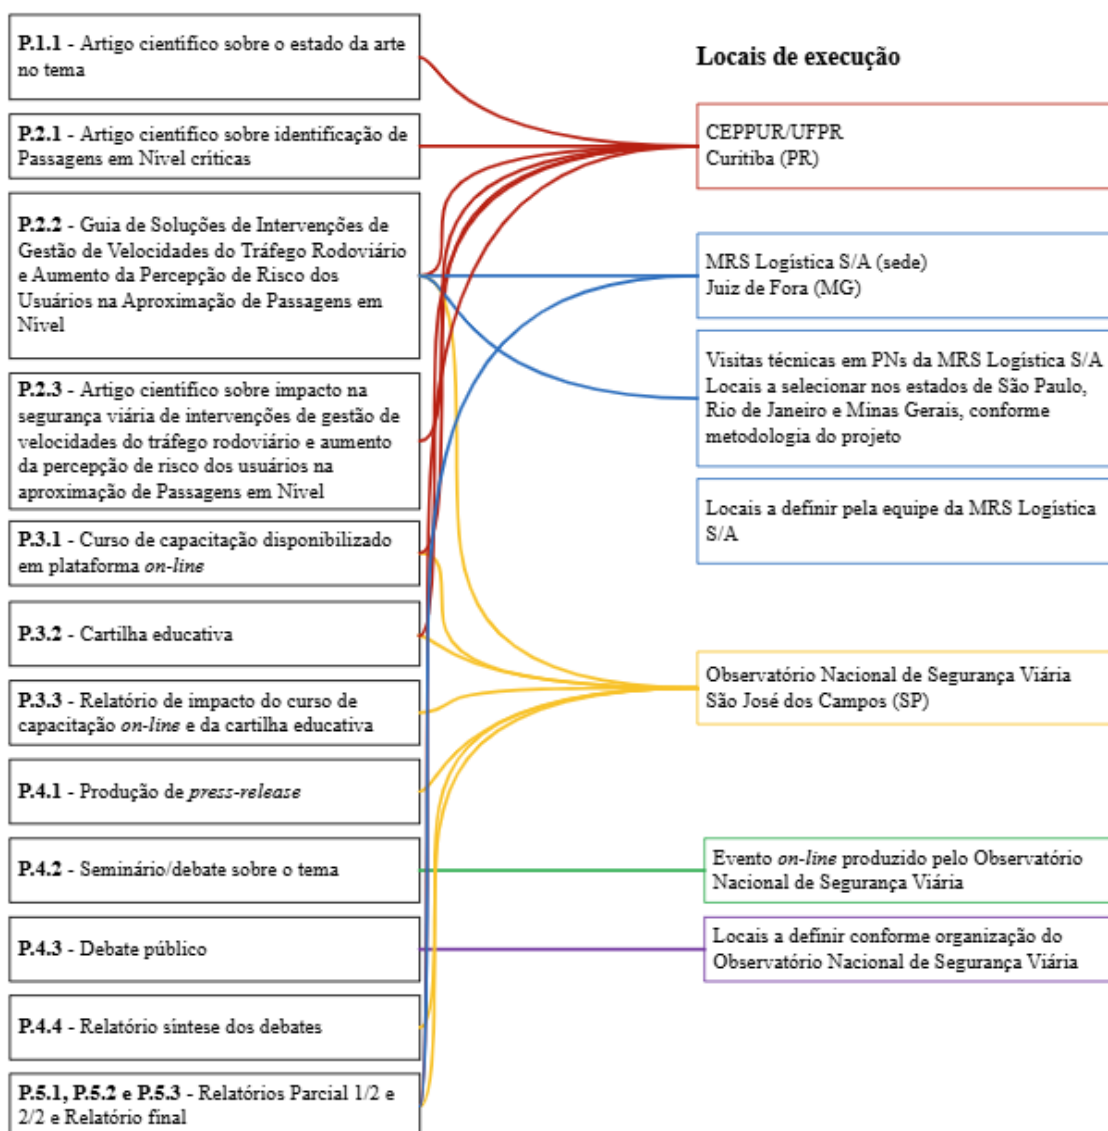 P.1.1 - Artigo científico sobre o estado da arte
no tema
P.2.1 - Artigo científico sobre identificação de
Passagens em Nível críticas
P.2.2 - Guia de Soluções de Intervenções de
Gestão de Velocidades do Tráfego Rodoviário
e Aumento da Percepção de Risco dos
Usuários na Aproximação de Passagens em
Nível
P.2.3 - Artigo científico sobre impacto na
segurança viária de intervenções de gestão de
velocidades do tráfego rodoviário e aumento
da percepção de risco dos usuários na
aproximação de Passagens em Nível
P.3.1 - Curso de capacitação disponibilizado
em plataforma on-line
P.3.2 - Cartilha educativa
P.3.3 - Relatório de impacto do curso de
capacitação on-line e da cartilha educativa
P.4.1 - Produção de press-release
P.4.2 - Seminário/debate sobre o tema
P.4.3 - Debate público
P.4.4 - Relatório síntese dos debates
P.5.1, P.5.2 e P.5.3 - Relatórios Parcial 1/2 e
2/2 e Relatório final
Locais de execução
CEPPUR/UFPR
Curitiba (PR)
MRS Logística S/A (sede)
Juiz de Fora (MG)
Visitas técnicas em PNs da MRS Logística S/A
Locais a selecionar nos estados de São Paulo,
Rio de Janeiro e Minas Gerais, conforme
metodologia do projeto
Locais a definir pela equipe da MRS Logística
S/A
Observatório Nacional de Segurança Viária
São José dos Campos (SP)
Evento on-line produzido pelo Observatório
Nacional de Segurança Viária
Locais a definir conforme organização do
Observatório Nacional de Segurança Viária